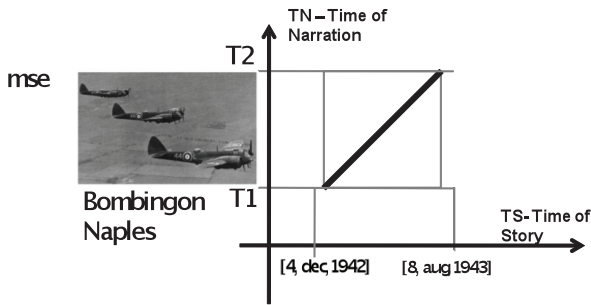 TN – Time of
Narration
T2
mse
Bombingon
Naples
T1
TS- Time of
Story
[4, dec, 1942]
[8, aug 1943]